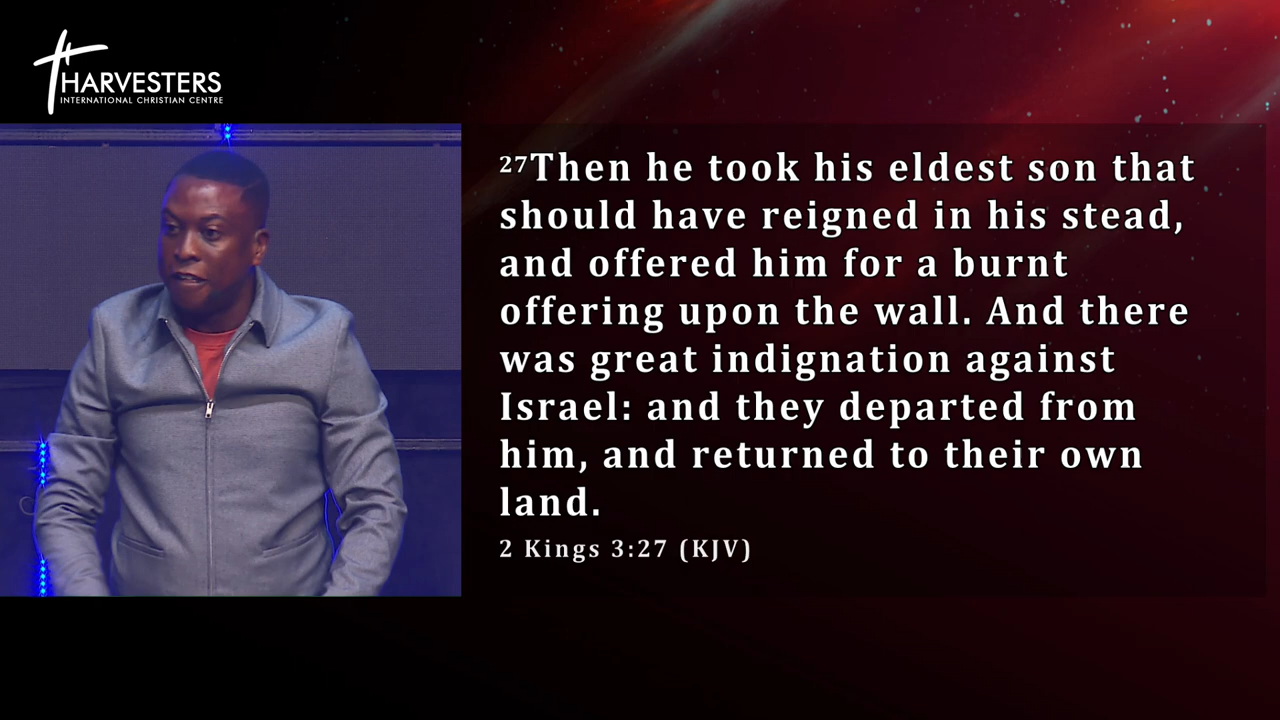 HARVESTERS
INTERNATIONAL CHRISTIAN CENTRE
27Then he took his eldest son that
should have reigned in his stead,
and offered him for a burnt
offering upon the wall. And there
was great indignation against
Israel: and they departed from
him, and returned to their own
land.
2 Kings 3:27 (KJV)